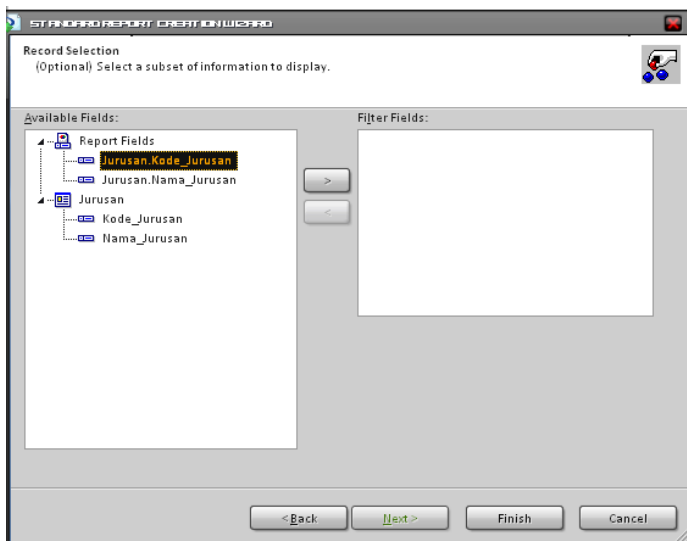 STANDARD REPORT CREATION WIZARD
Record Selection
(Optional) Select a subset of information to display.
Available Fields:
Filter Fields:
Report Fields
Jurusan.Kode_Jurusan
Jurusan.Nama_Jurusan
Jurusan
Kode_Jurusan
Nama_Jurusan
>
<
< Back
Next >
Finish
Cancel